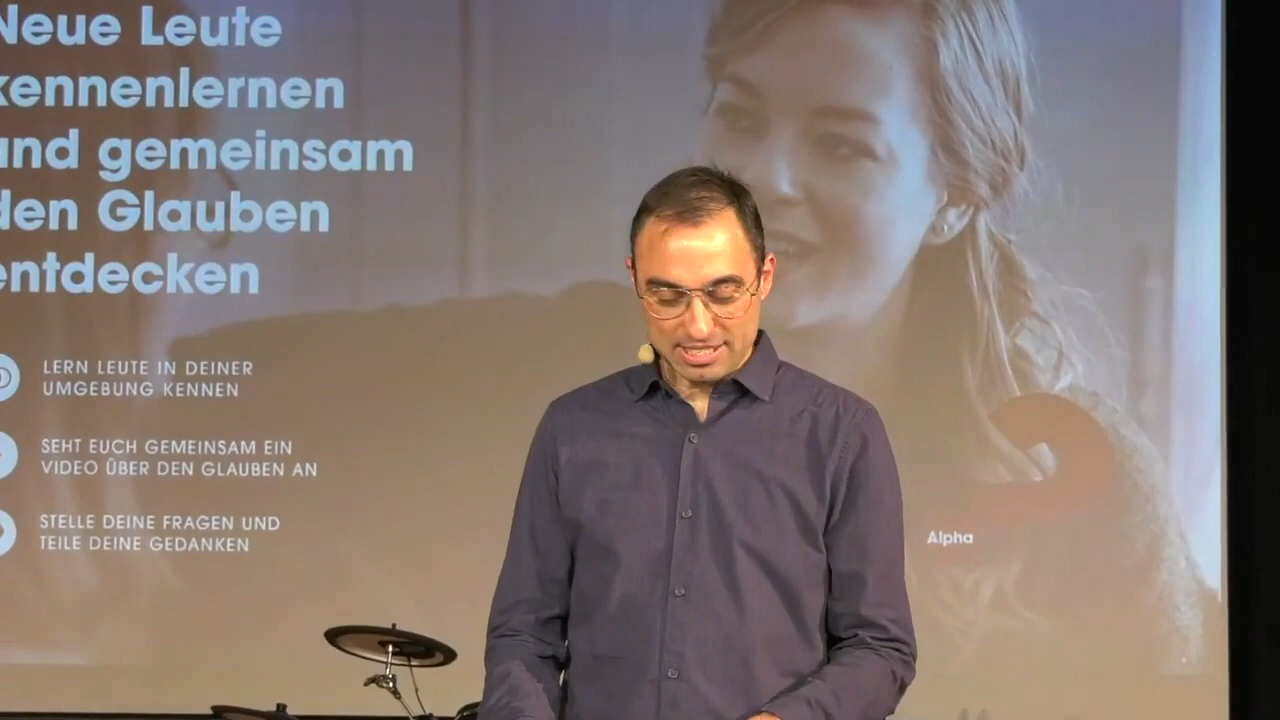 Neue Leute
kennenlernen
und gemeinsam
den Glauben
entdecken
LERN LEUTE IN DEINER
UMGEBUNG KENNEN
SEHT EUCH GEMEINSAM EIN
VIDEO ÜBER DEN GLAUBEN AN
STELLE DEINE FRAGEN UND
TEILE DEINE GEDANKEN
Alpha